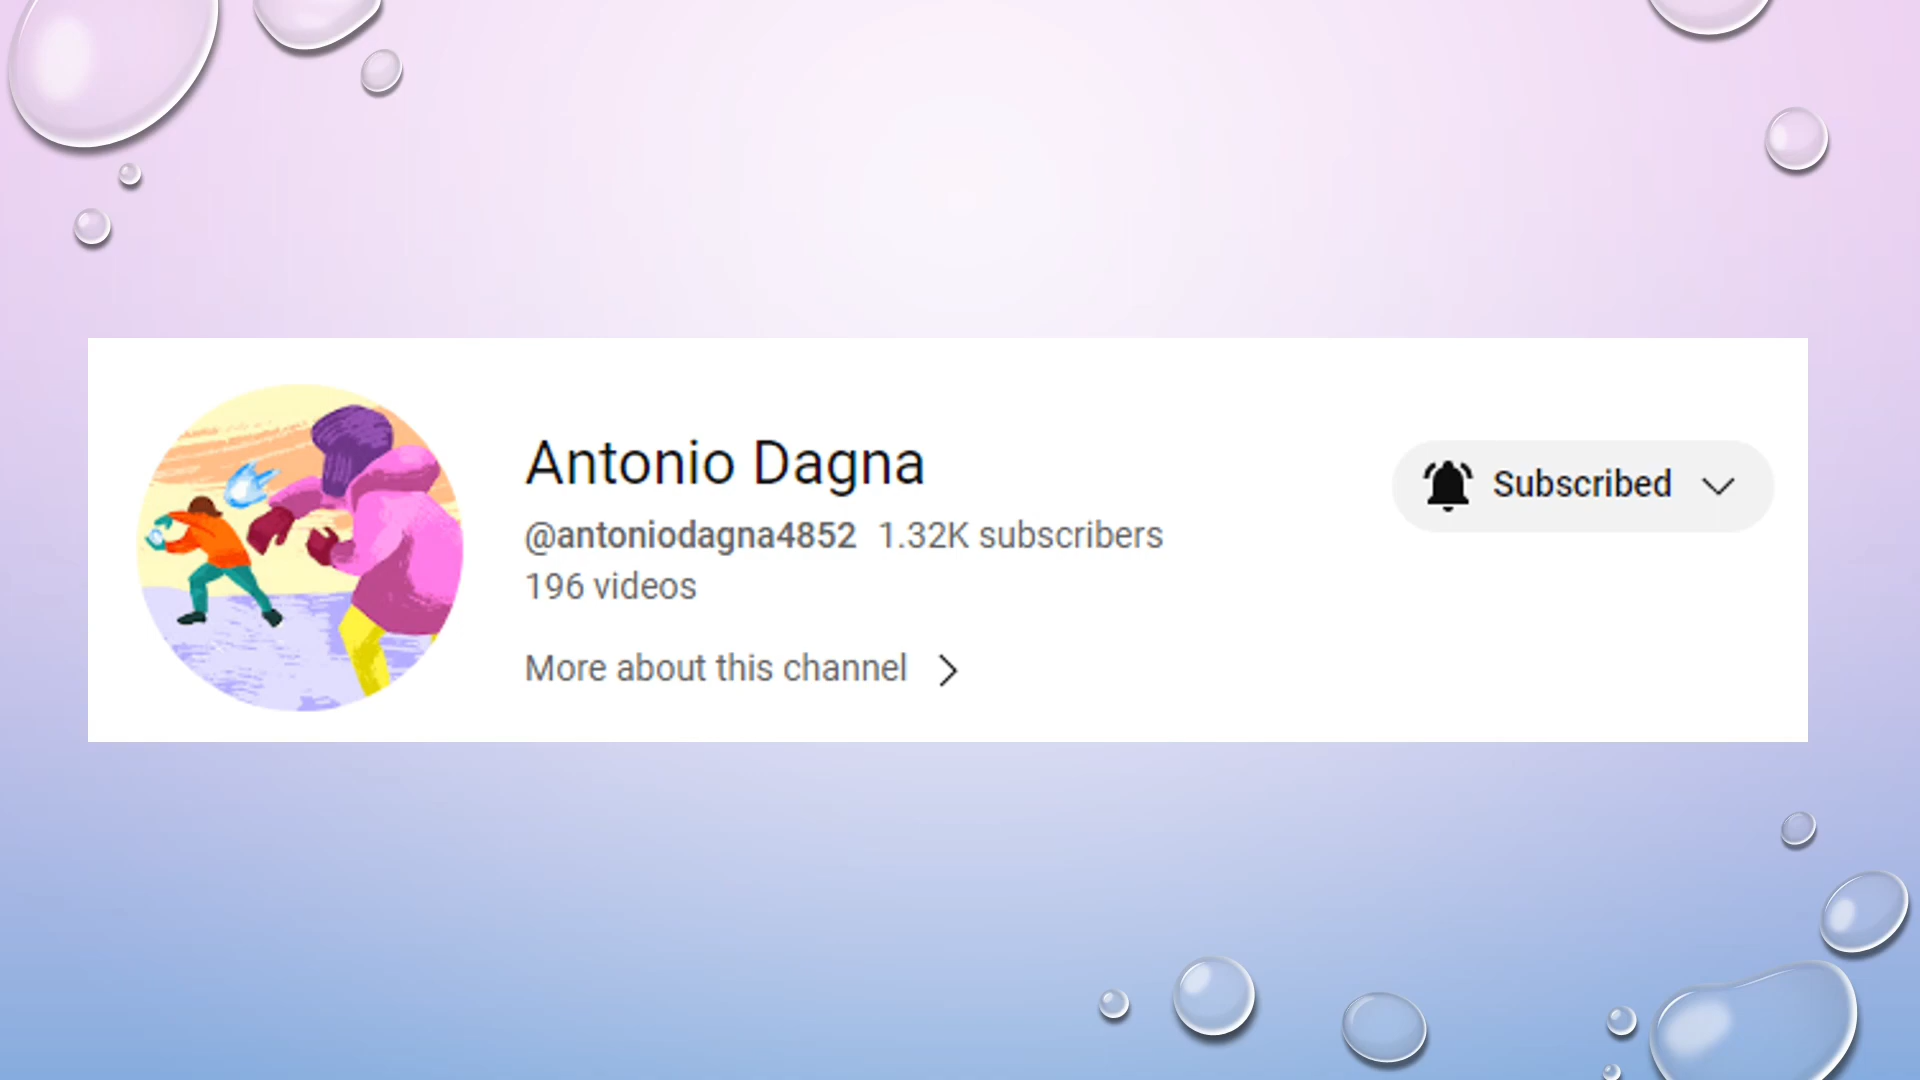 Antonio Dagna
@antoniodagna4852 1.32K subscribers
196 videos
More about this channel
Subscribed